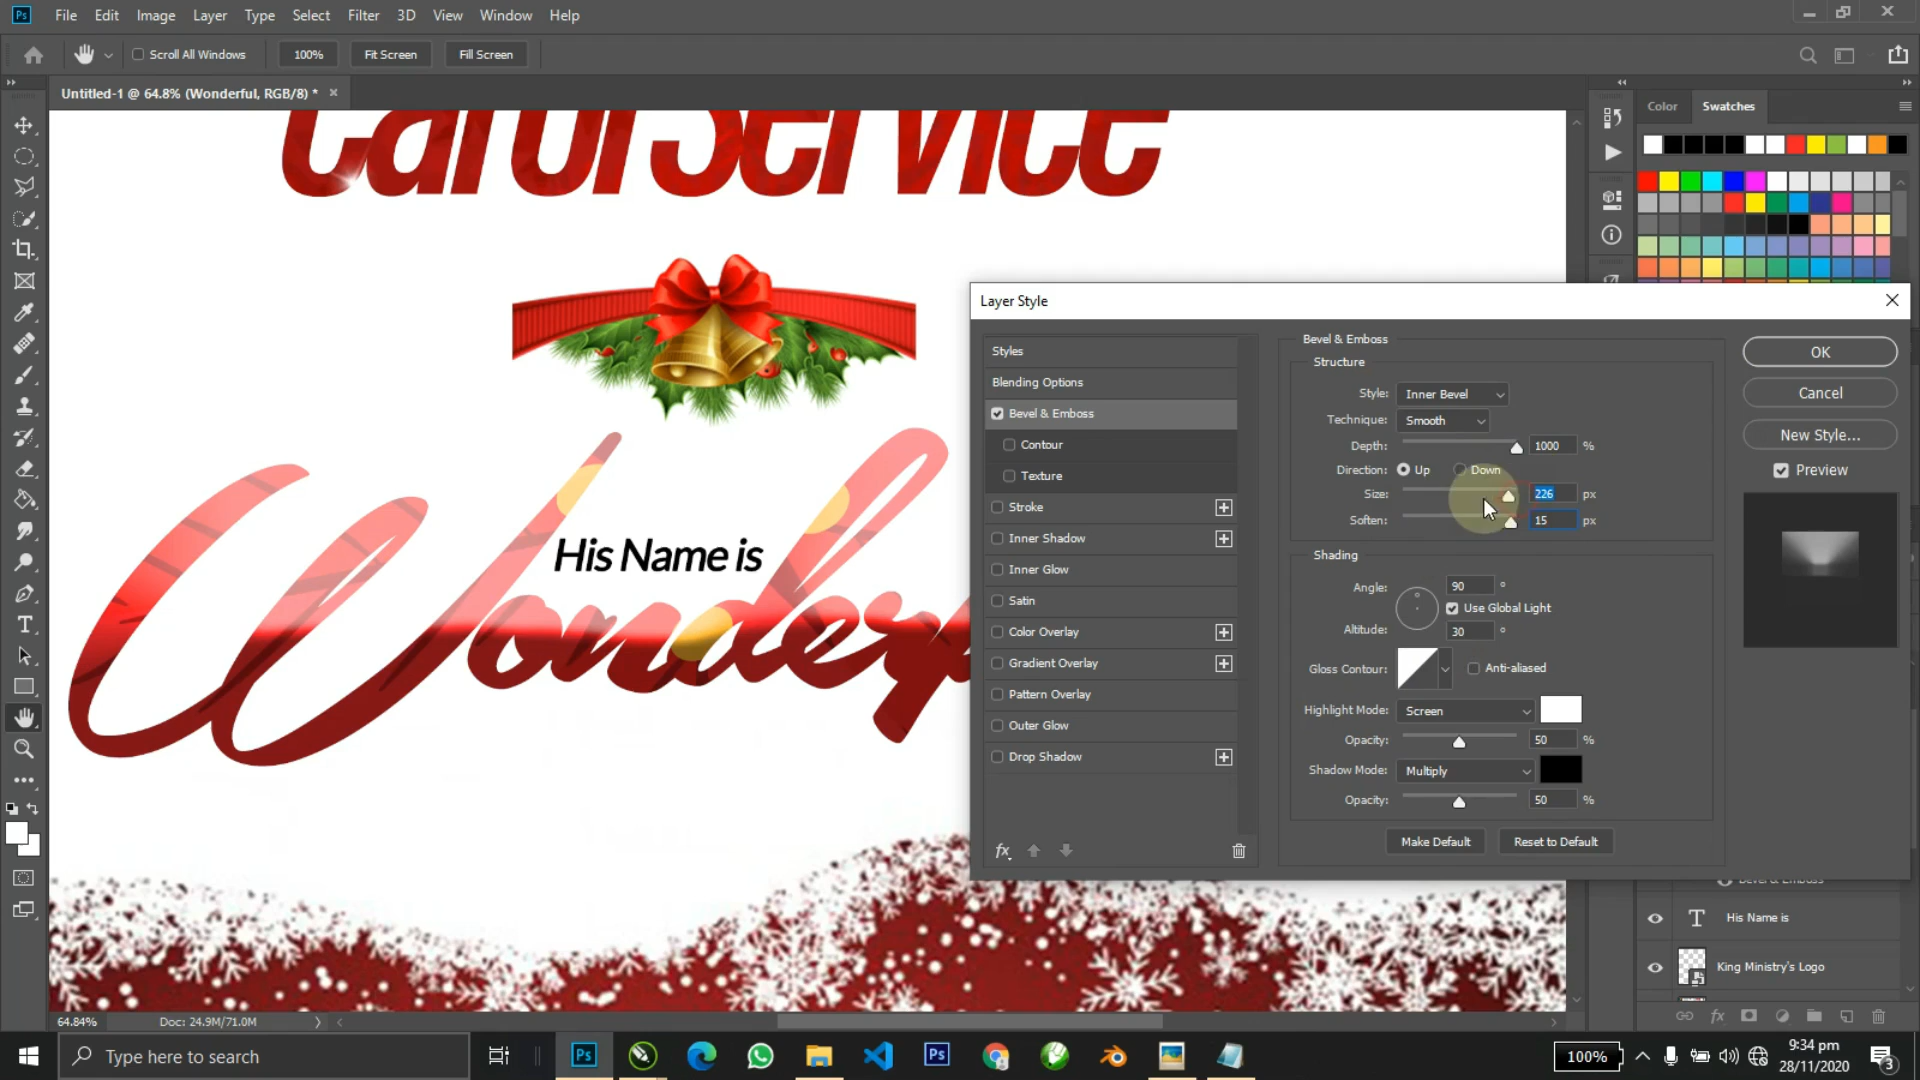 File Edit Image Layer Type Select Filter 3D View Window Help
Scroll All Windows 100% Fit Screen Fill Screen
Untitled-1 @ 64.8% (Wonderful, RGB/8) * ×
Color Swatches
Carol Service
His Name is
Layer Style
Styles
Blending Options
Bevel & Emboss
Contour
Texture
Stroke
Inner Shadow
Inner Glow
Satin
Color Overlay
Gradient Overlay
Pattern Overlay
Outer Glow
Drop Shadow
fx
Bevel & Emboss
Structure
Style: Inner Bevel
Technique: Smooth
Depth: 1000 %
Direction: Up Down
Size: 226 px
Soften: 15 px
Shading
Angle: 90 °
Use Global Light
Altitude: 30 °
Gloss Contour: Anti-aliased
Highlight Mode: Screen
Opacity: 50 %
Shadow Mode: Multiply
Opacity: 50 %
Make Default Reset to Default
OK
Cancel
New Style...
Preview
Bevel & Emboss
His Name is
King Ministry's Logo
64.84% Doc: 24.9M/71.0M
Type here to search
100%
9:34 pm
28/11/2020
3